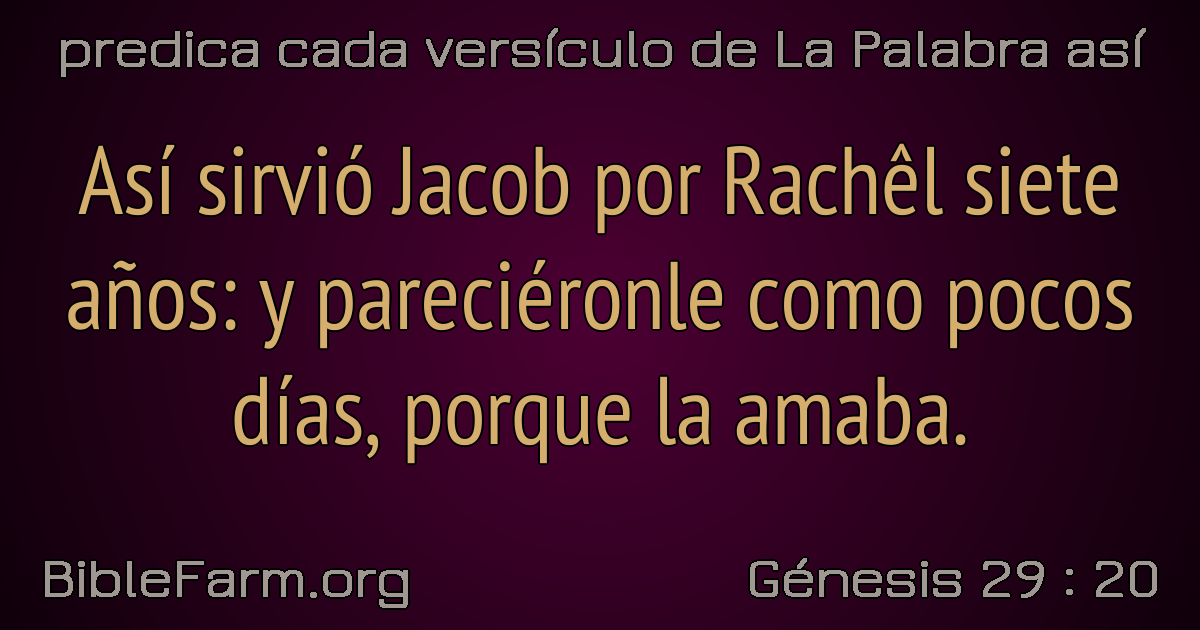 predica cada versículo de La Palabra así
Así sirvió Jacob por Rachêl siete
años: y pareciéronle como pocos
días, porque la amaba.
BibleFarm.org
Génesis 29 : 20